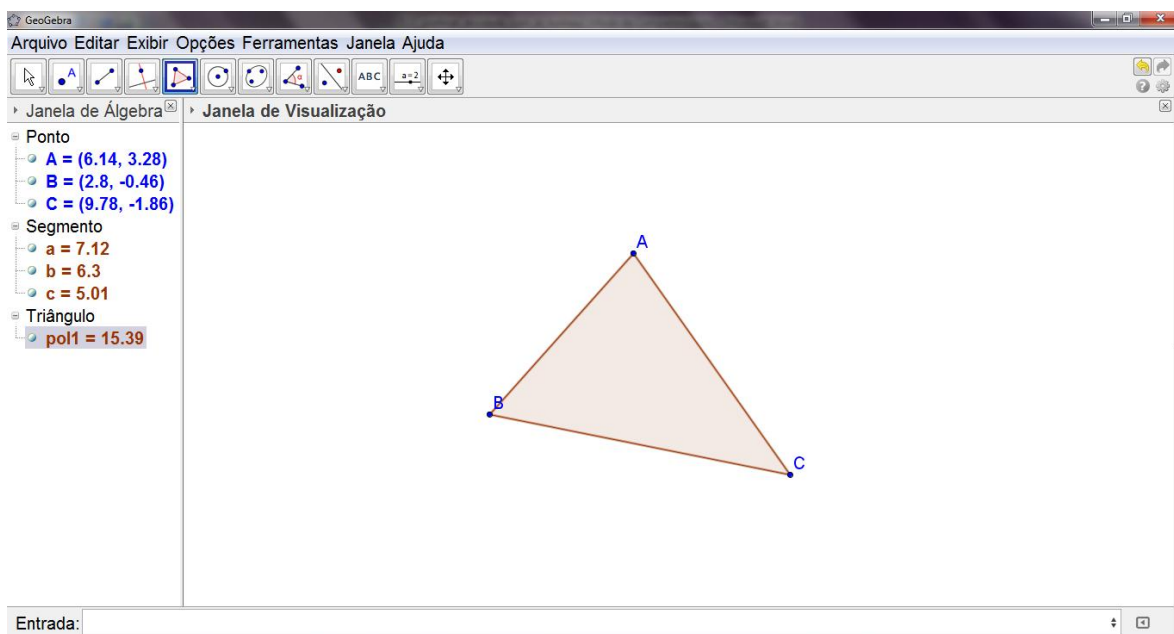 GeoGebra
Arquivo Editar Exibir Opções Ferramentas Janela Ajuda
A
α
ABC
a=2
Janela de Álgebra
Janela de Visualização
Ponto
A = (6.14, 3.28)
B = (2.8, -0.46)
C = (9.78, -1.86)
Segmento
a = 7.12
b = 6.3
c = 5.01
Triângulo
pol1 = 15.39
A
B
C
Entrada: